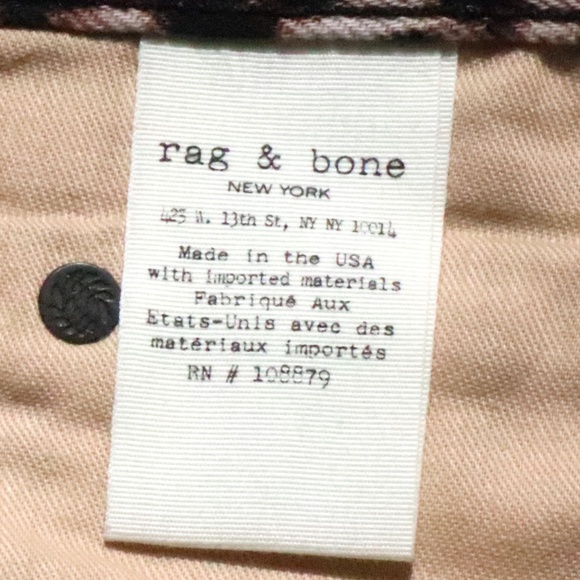 rag & bone
NEW YORK
425 W. 13th St, NY NY 10014
Made in the USA
with imported materials
Fabriqué Aux
Etats-Unis avec des
matériaux importés
RN # 108879